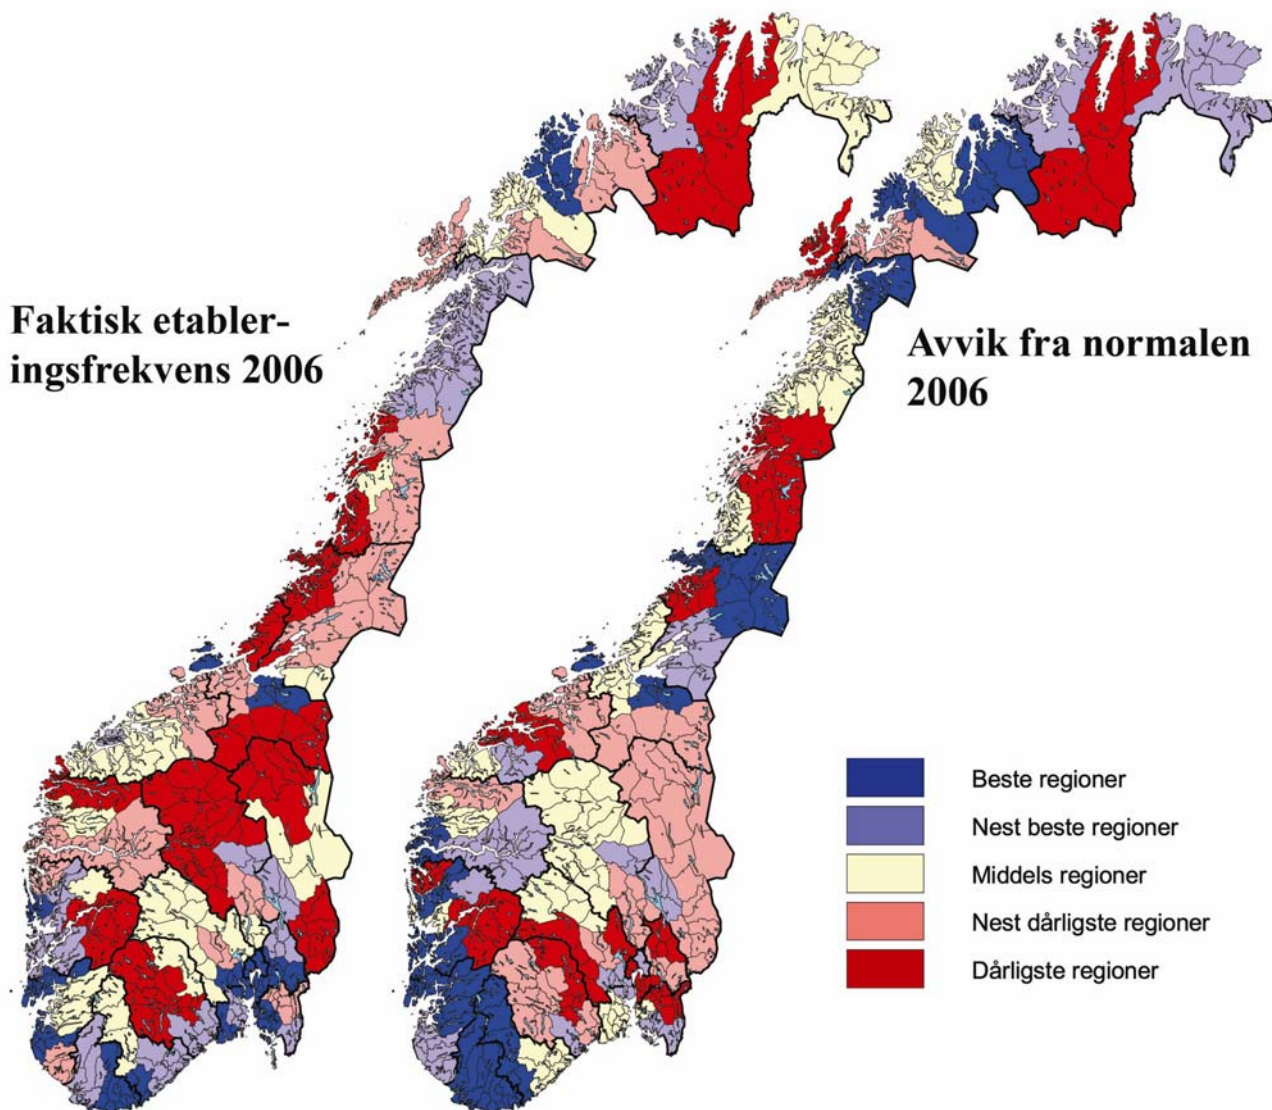 Faktisk etabler-
ingsfrekvens 2006
Avvik fra normalen
2006
Beste regioner
Nest beste regioner
Middels regioner
Nest dårligste regioner
Dårligste regioner